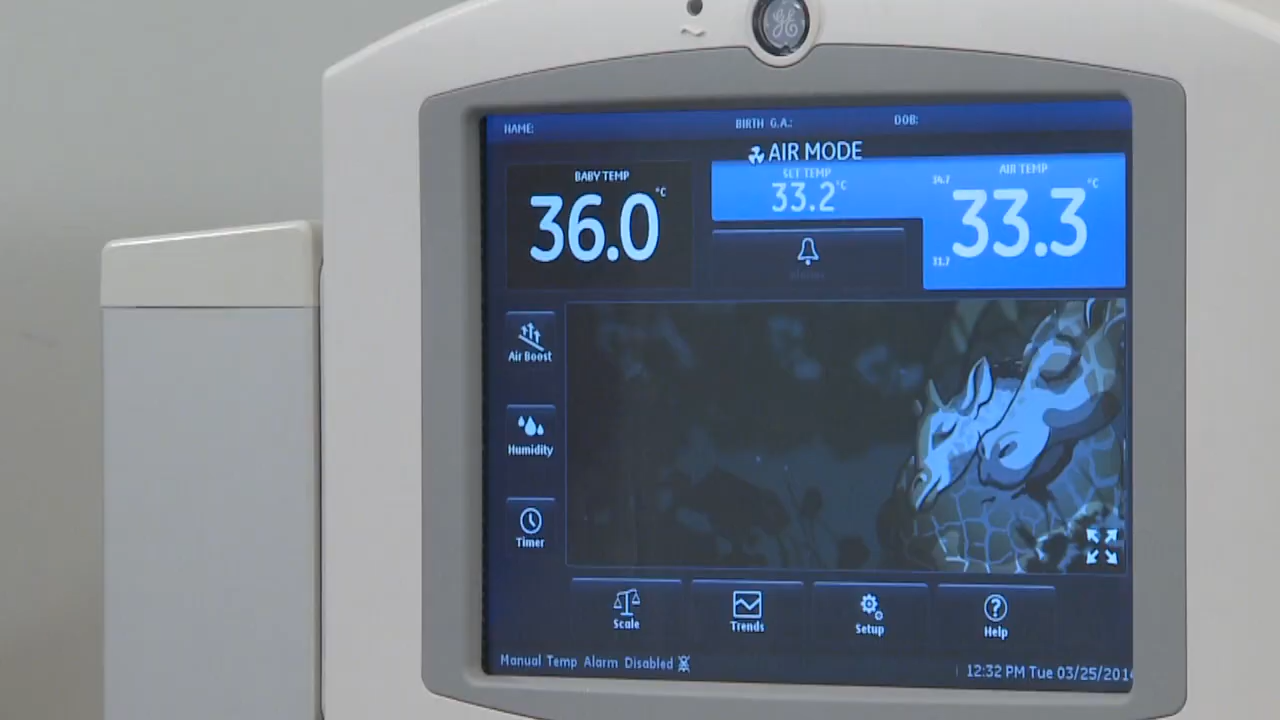 NAME:
BIRTH G.A.:
DOB:
AIR MODE
BABY TEMP
36.0 °C
SET TEMP
33.2 °C
AIR TEMP
34.7
33.3 °C
31.7
Air Boost
Humidity
Timer
Scale
Trends
Setup
Help
Manual Temp Alarm Disabled
12:32 PM Tue 03/25/2014
GE